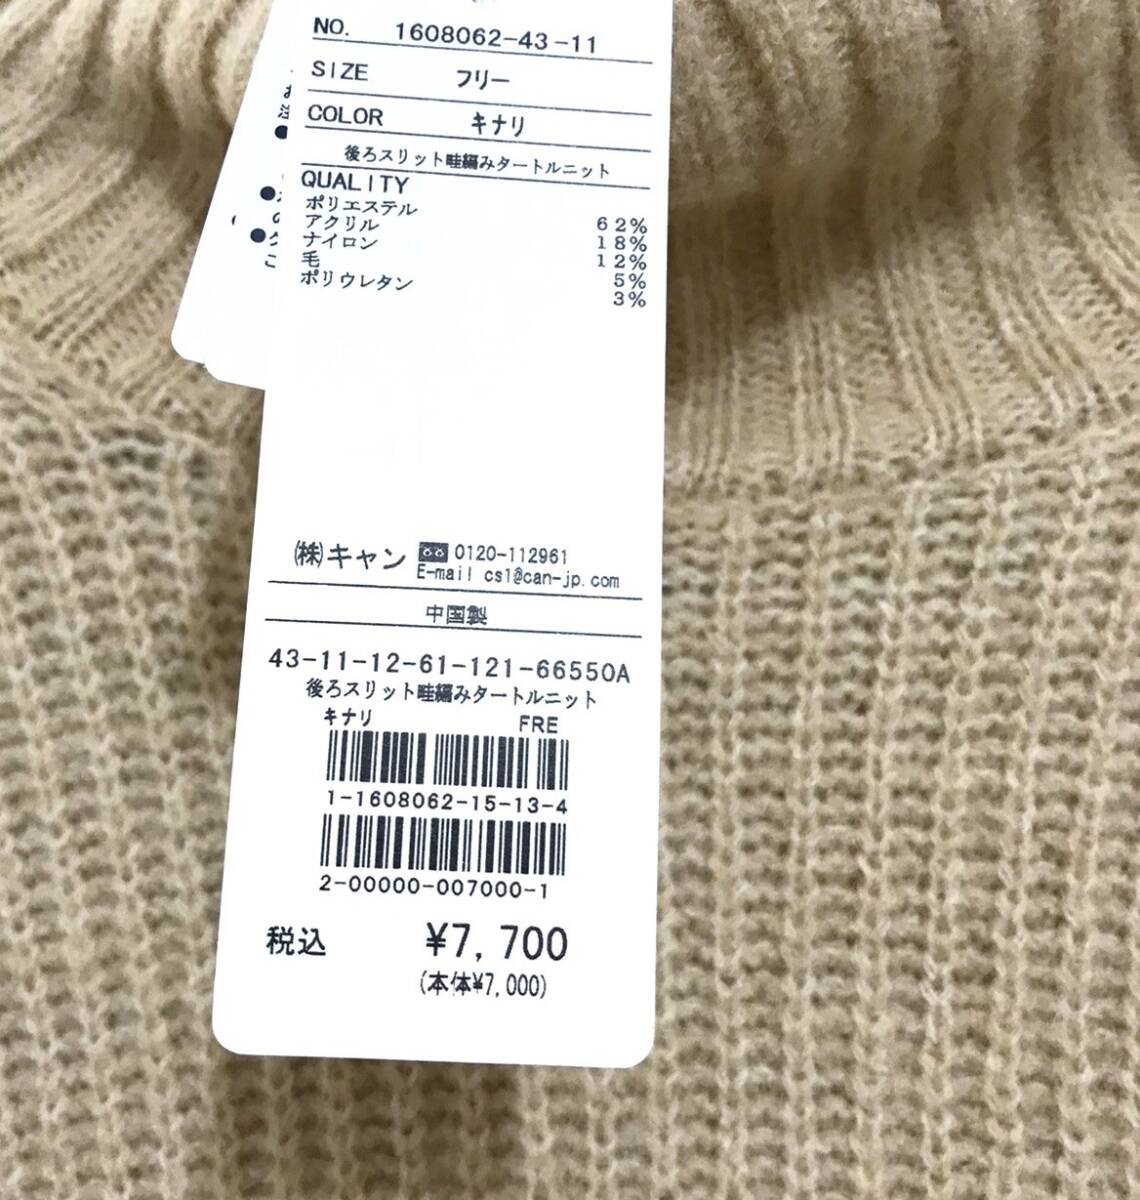 NO. 1608062-43-11
SIZE フリー
COLOR キナリ
後ろスリット畦編みタートルニット
QUALITY
ポリエステル 62%
アクリル 18%
ナイロン 12%
毛 5%
ポリウレタン 3%
㈱キャン 0120-112961
E-mail cs1@can-jp.com
中国製
43-11-12-61-121-66550A
後ろスリット畦編みタートルニット
キナリ FRE
1-1608062-15-13-4
2-00000-007000-1
税込 ¥7,700
(本体¥7,000)